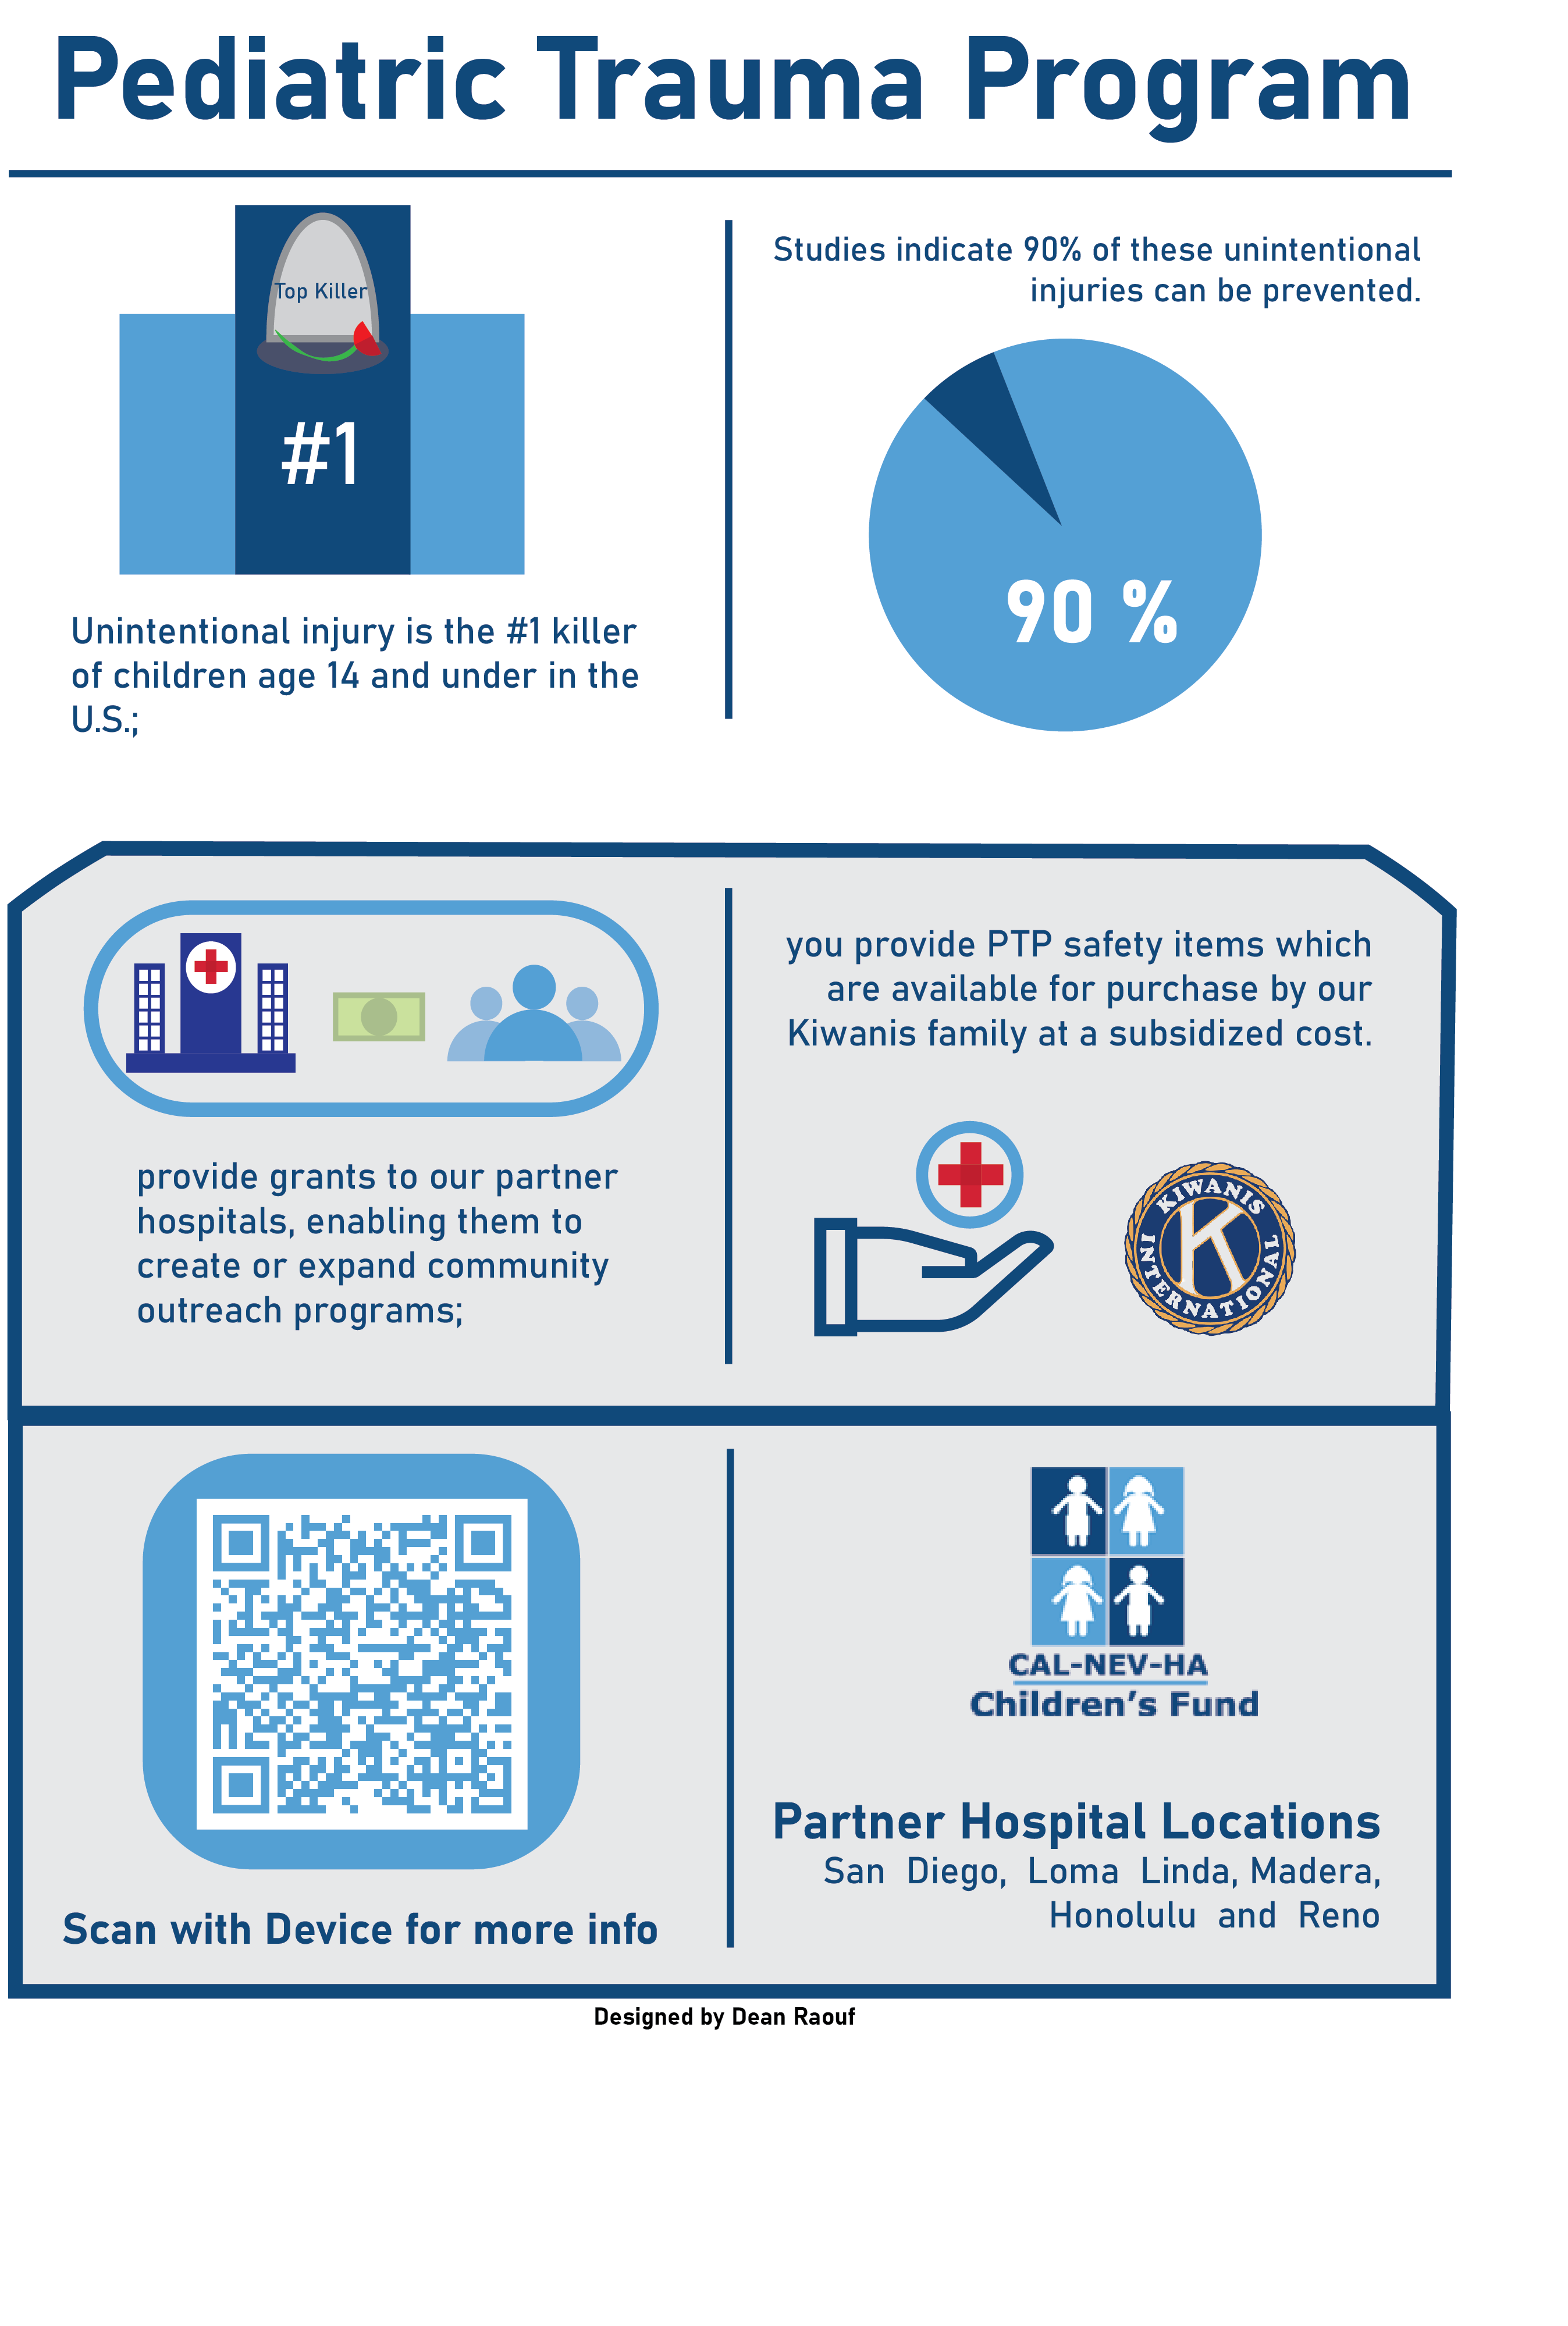 Pediatric Trauma Program
Top Killer
#1
Unintentional injury is the #1 killer
of children age 14 and under in the
U.S.;
Studies indicate 90% of these unintentional
injuries can be prevented.
90 %
provide grants to our partner
hospitals, enabling them to
create or expand community
outreach programs;
you provide PTP safety items which
are available for purchase by our
Kiwanis family at a subsidized cost.
KIWANIS
K
INTERNATIONAL
Scan with Device for more info
CAL-NEV-HA
Children's Fund
Partner Hospital Locations
San Diego, Loma Linda, Madera,
Honolulu and Reno
Designed by Dean Raouf